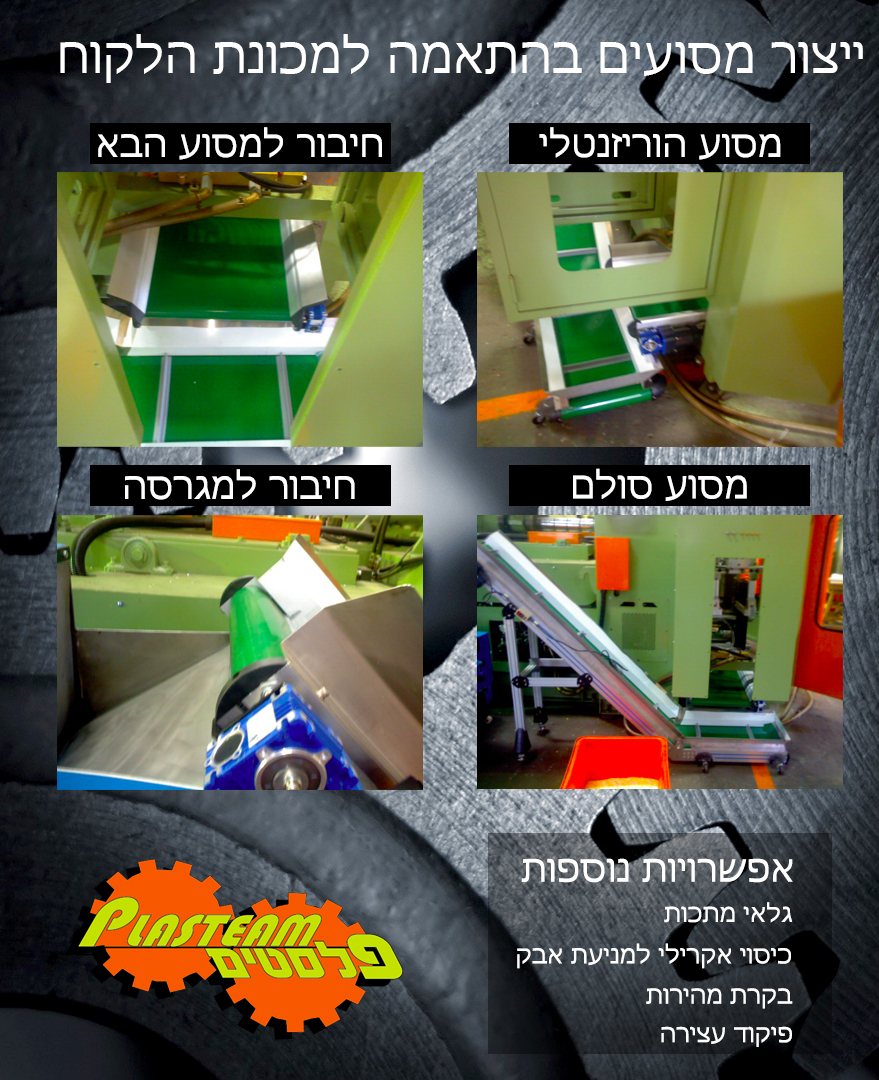 ייצור מסועים בהתאמה למכונת הלקוח
מסוע הוריזנטלי
חיבור למסוע הבא
מסוע סולם
חיבור למגרסה
אפשרויות נוספות
גלאי מתכות
כיסוי אקרילי למניעת אבק
בקרת מהירות
פיקוד עצירה
PLASTEAM
פלסטים